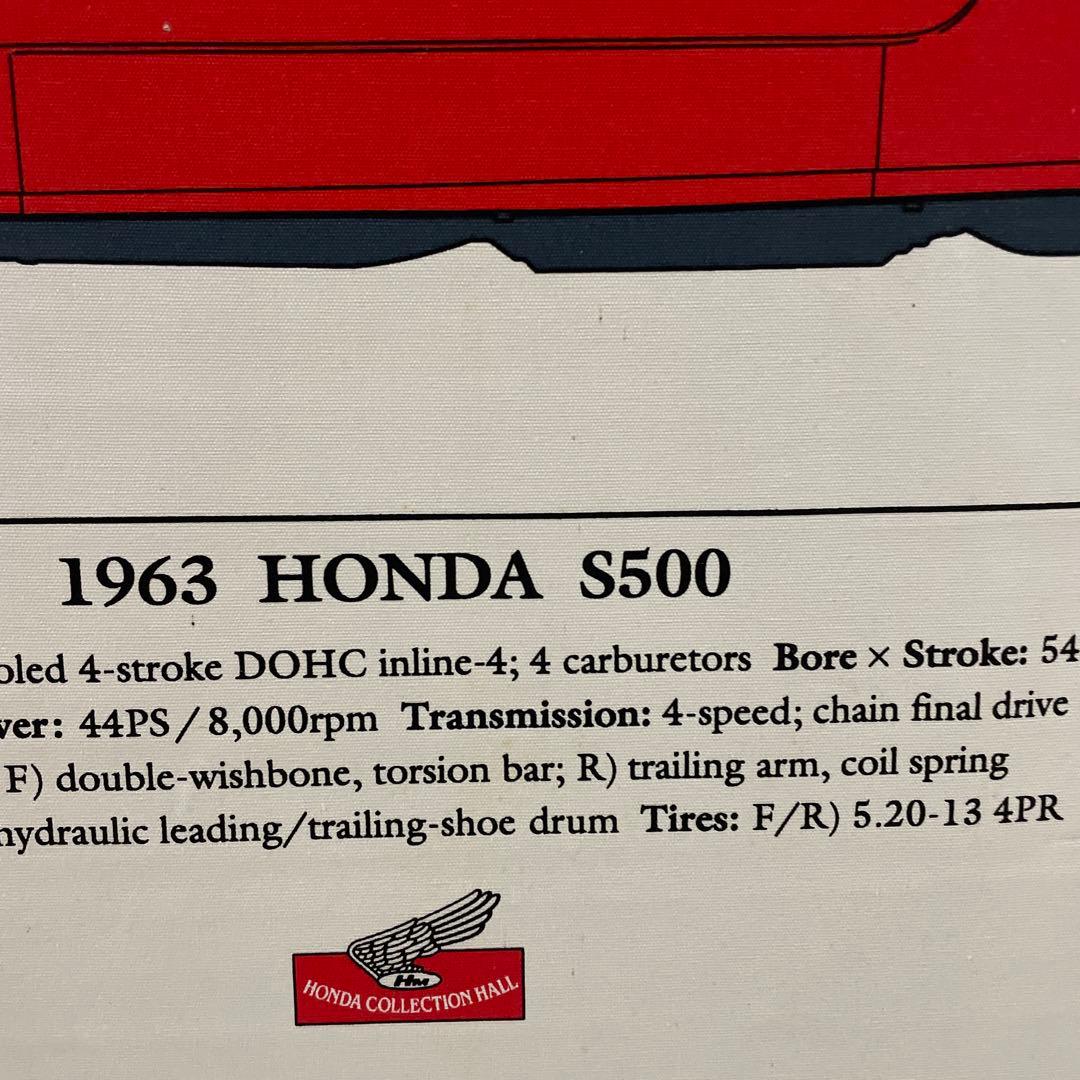 1963 HONDA S500
oled 4-stroke DOHC inline-4; 4 carburetors Bore × Stroke: 54
ver: 44PS/8,000rpm Transmission: 4-speed; chain final drive
F) double-wishbone, torsion bar; R) trailing arm, coil spring
hydraulic leading/trailing-shoe drum Tires: F/R) 5.20-13 4PR
HM
HONDA COLLECTION HALL